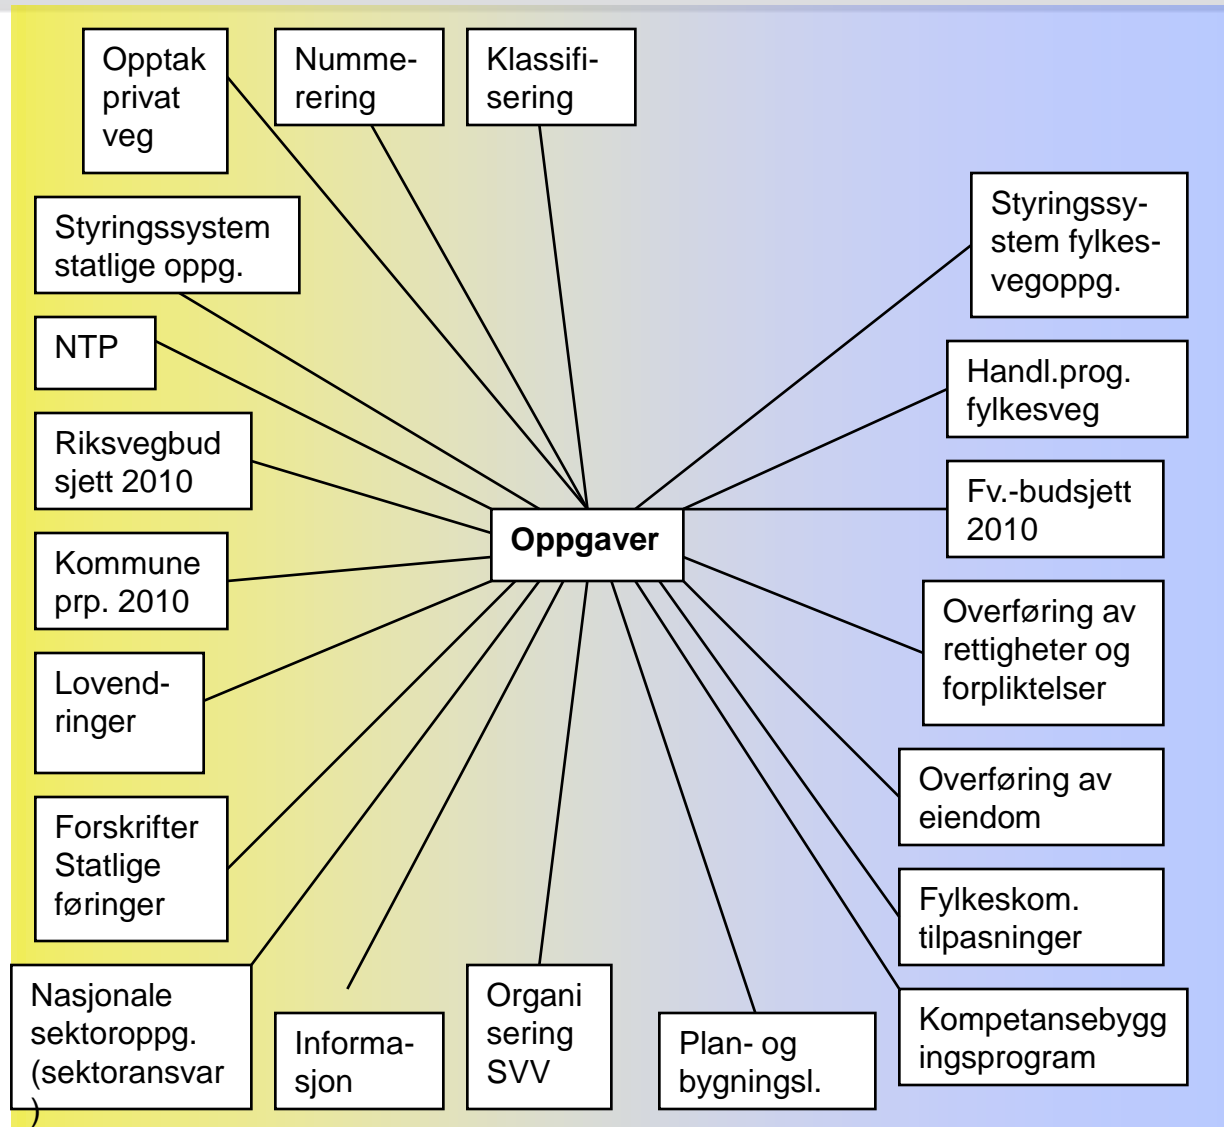 Opptak
privat
veg
Numme-
rering
Klassifi-
sering
Styringssystem
statlige oppg.
Styringssy-
stem fylkes-
vegoppg.
NTP
Handl.prog.
fylkesveg
Riksvegbud
sjett 2010
Fv.-budsjett
2010
Oppgaver
Kommune
prp. 2010
Overføring av
rettigheter og
forpliktelser
Lovend-
ringer
Overføring av
eiendom
Forskrifter
Statlige
føringer
Fylkeskom.
tilpasninger
Nasjonale
sektoroppg.
(sektoransvar
)
Informa-
sjon
Organi
sering
SVV
Plan- og
bygningsl.
Kompetansebygg
ingsprogram